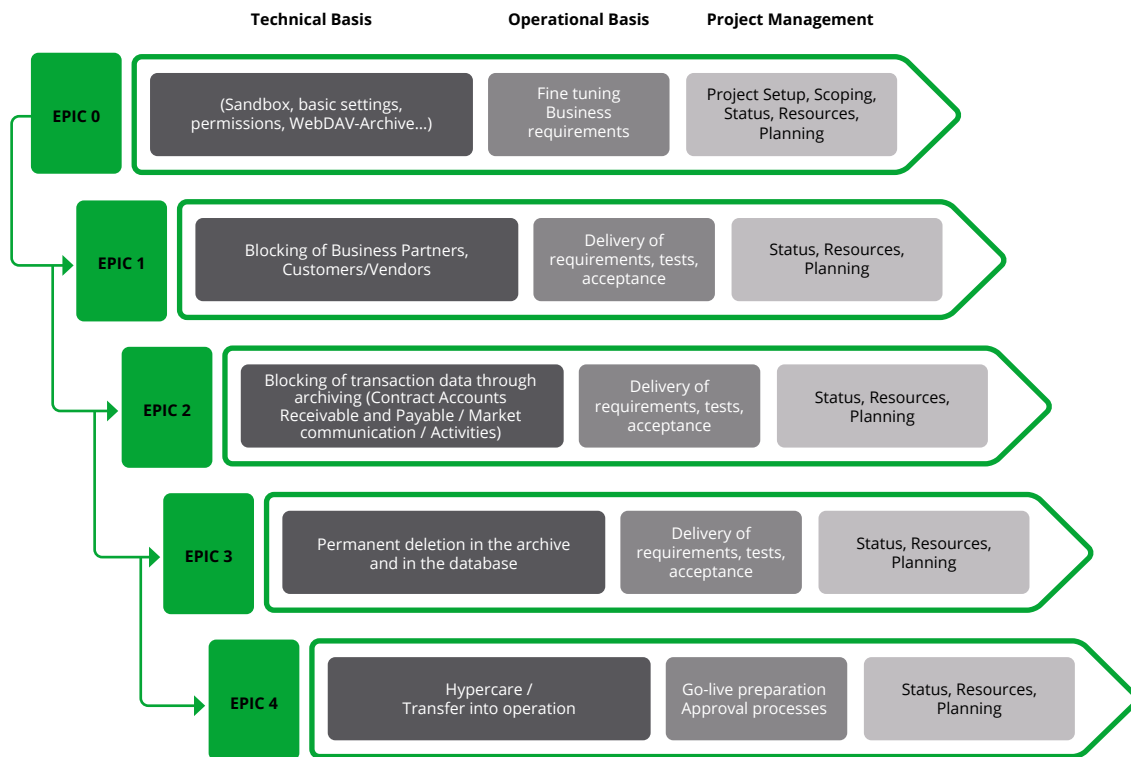 Technical Basis
Operational Basis
Project Management
EPIC 0
(Sandbox, basic settings,
permissions, WebDAV-Archive...)
Fine tuning
Business
requirements
Project Setup, Scoping,
Status, Resources,
Planning
EPIC 1
Blocking of Business Partners,
Customers/Vendors
Delivery of
requirements, tests,
acceptance
Status, Resources,
Planning
EPIC 2
Blocking of transaction data through
archiving (Contract Accounts
Receivable and Payable / Market
communication / Activities)
Delivery of
requirements, tests,
acceptance
Status, Resources,
Planning
EPIC 3
Permanent deletion in the archive
and in the database
Delivery of
requirements, tests,
acceptance
Status, Resources,
Planning
EPIC 4
Hypercare /
Transfer into operation
Go-live preparation
Approval processes
Status, Resources,
Planning